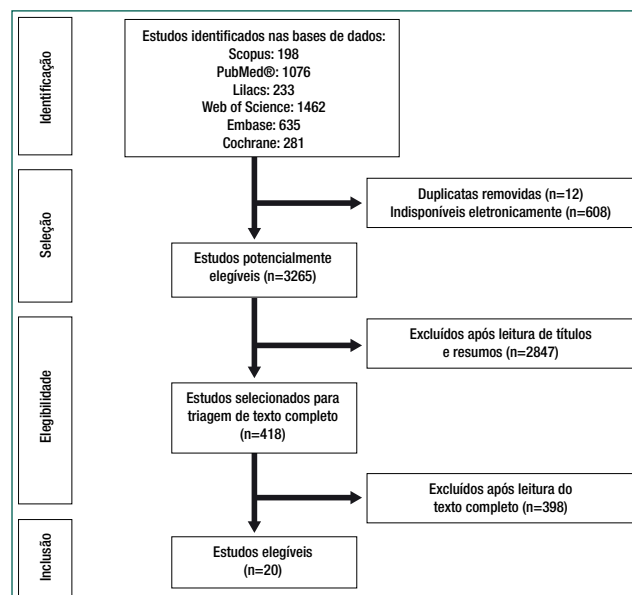 Identificação
Estudos identificados nas bases de dados:
Scopus: 198
PubMed®: 1076
Lilacs: 233
Web of Science: 1462
Embase: 635
Cochrane: 281
Seleção
Duplicatas removidas (n=12)
Indisponíveis eletronicamente (n=608)
Estudos potencialmente
elegíveis (n=3265)
Elegibilidade
Excluídos após leitura de títulos
e resumos (n=2847)
Estudos selecionados para
triagem de texto completo
(n=418)
Excluídos após leitura do
texto completo (n=398)
Inclusão
Estudos elegíveis
(n=20)